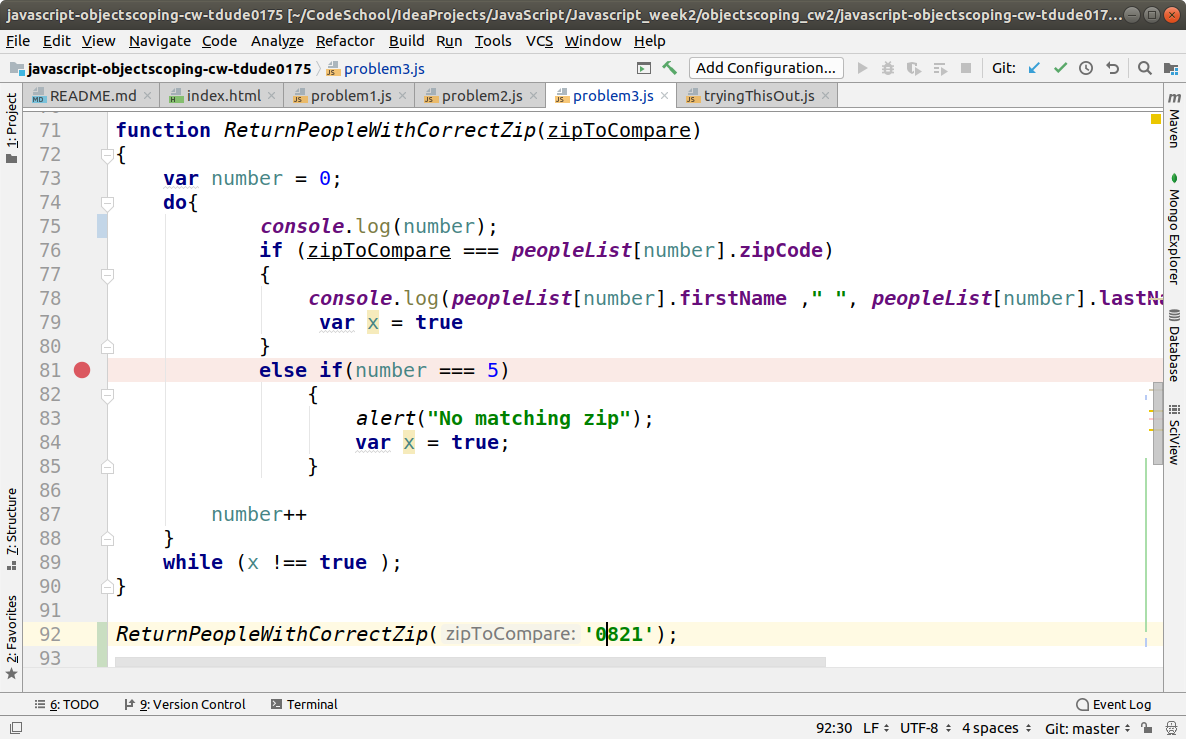 javascript-objectscoping-cw-tdude0175 [~/CodeSchool/IdeaProjects/JavaScript/Javascript_week2/objectscoping_cw2/javascript-objectscoping-cw-tdude017...
File Edit View Navigate Code Analyze Refactor Build Run Tools VCS Window Help
javascript-objectscoping-cw-tdude0175 problem3.js Add Configuration... Git:
README.md index.html problem1.js problem2.js problem3.js tryingThisOut.js
1: Project
7: Structure
2: Favorites
71 function ReturnPeopleWithCorrectZip(zipToCompare)
72 {
73 var number = 0;
74 do{
75 console.log(number);
76 if (zipToCompare === peopleList[number].zipCode)
77 {
78 console.log(peopleList[number].firstName ," ", peopleList[number].lastNa
79 var x = true
80 }
81 else if(number === 5)
82 {
83 alert("No matching zip");
84 var x = true;
85 }
86
87 number++
88 }
89 while (x !== true );
90 }
91
92 ReturnPeopleWithCorrectZip( zipToCompare: '0821');
93
Maven
Mongo Explorer
Database
SciView
6: TODO 9: Version Control Terminal Event Log
92:30 LF UTF-8 4 spaces Git: master